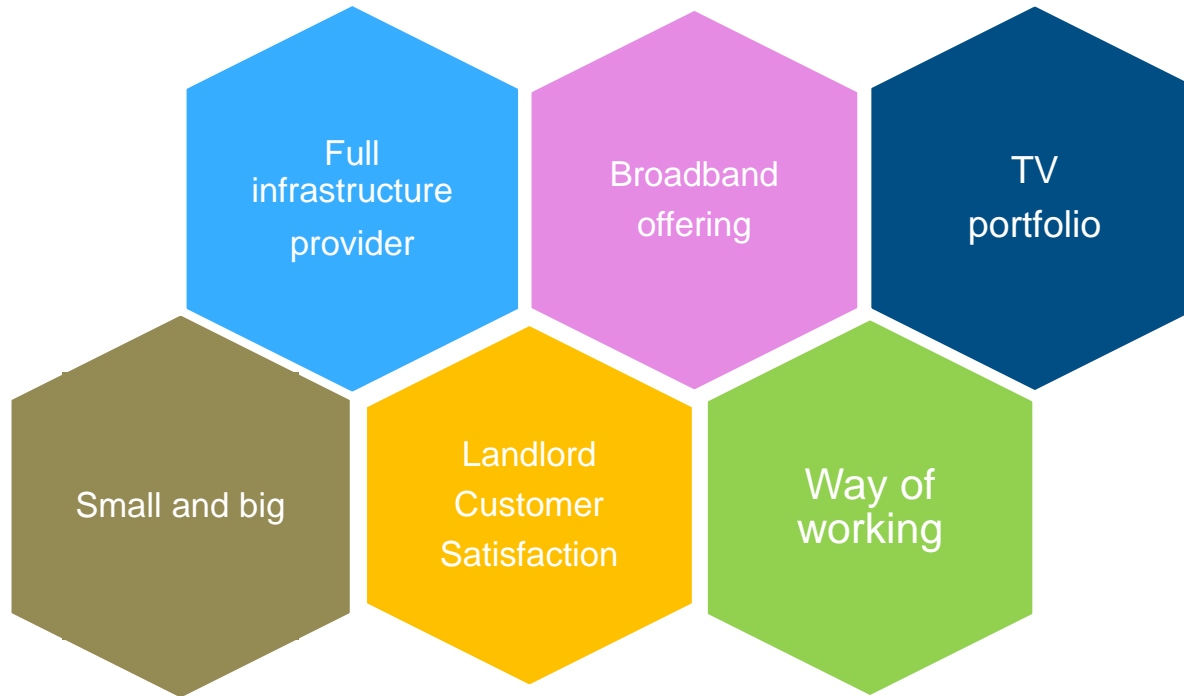 Full
infrastructure
provider
Broadband
offering
TV
portfolio
Small and big
Landlord
Customer
Satisfaction
Way of
working